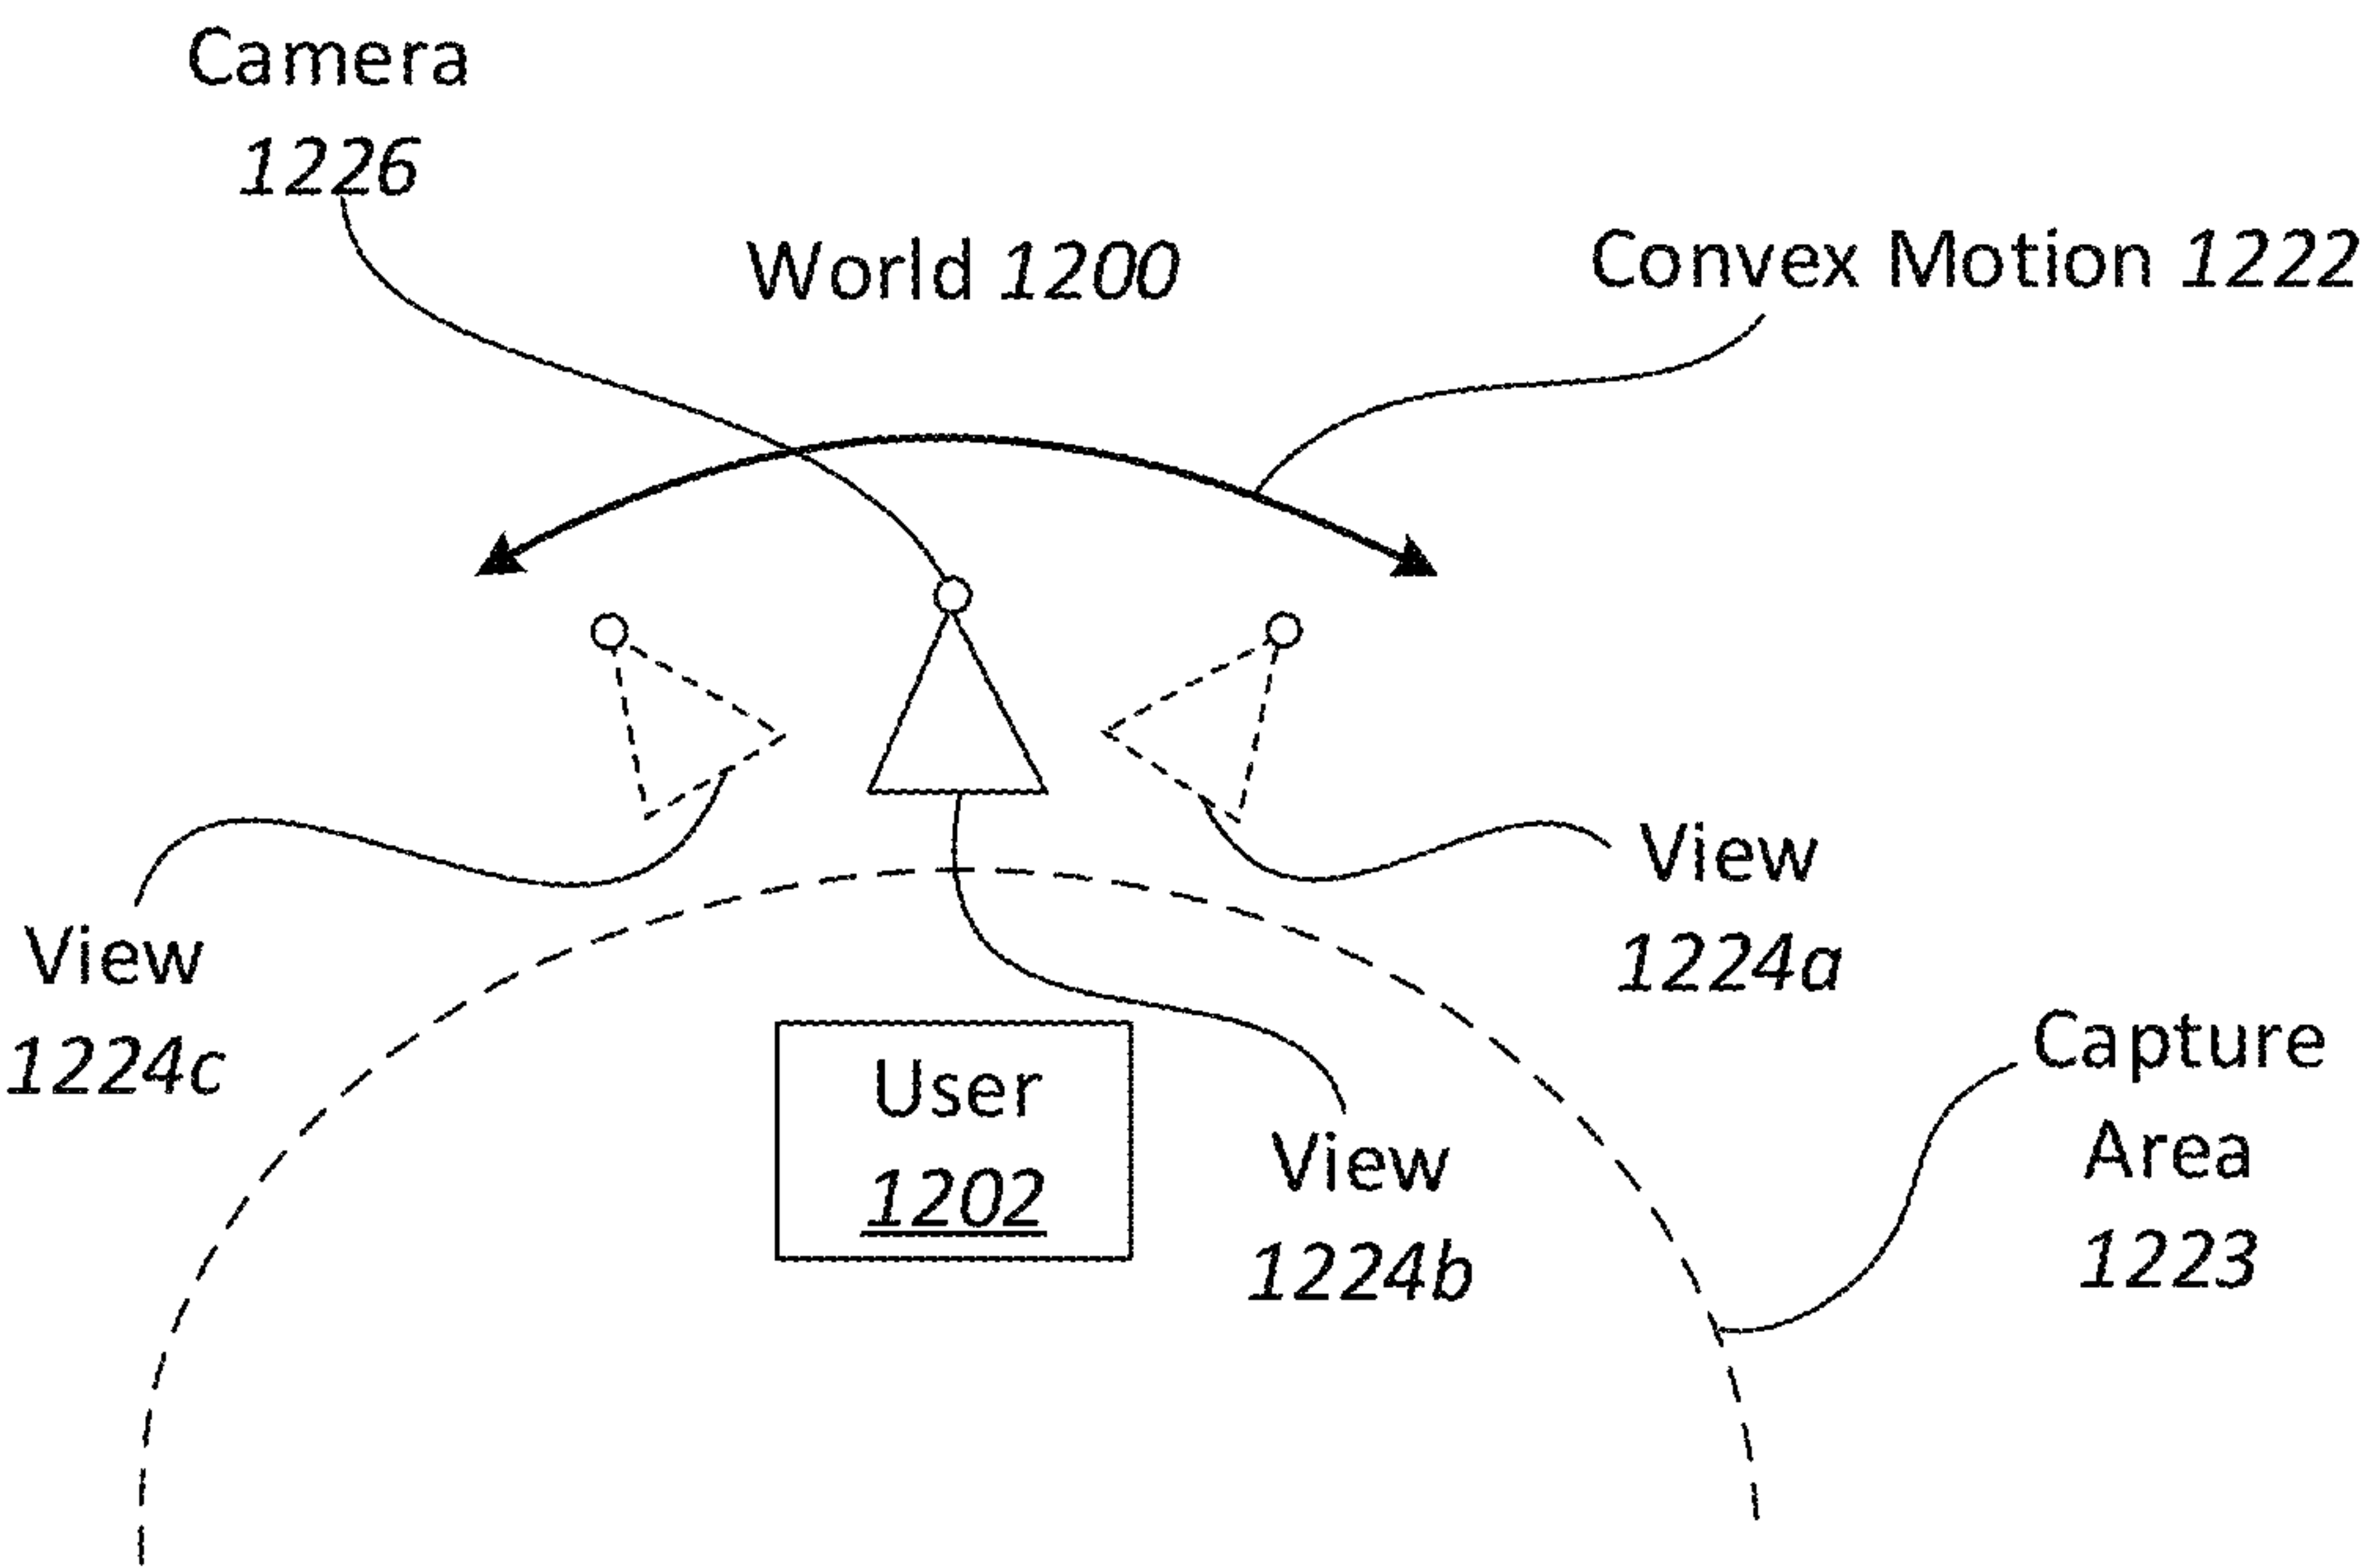 Camera
1226
World 1200
Convex Motion 1222
View
1224a
View
1224c
Capture
Area
1223
User
1202
View
1224b